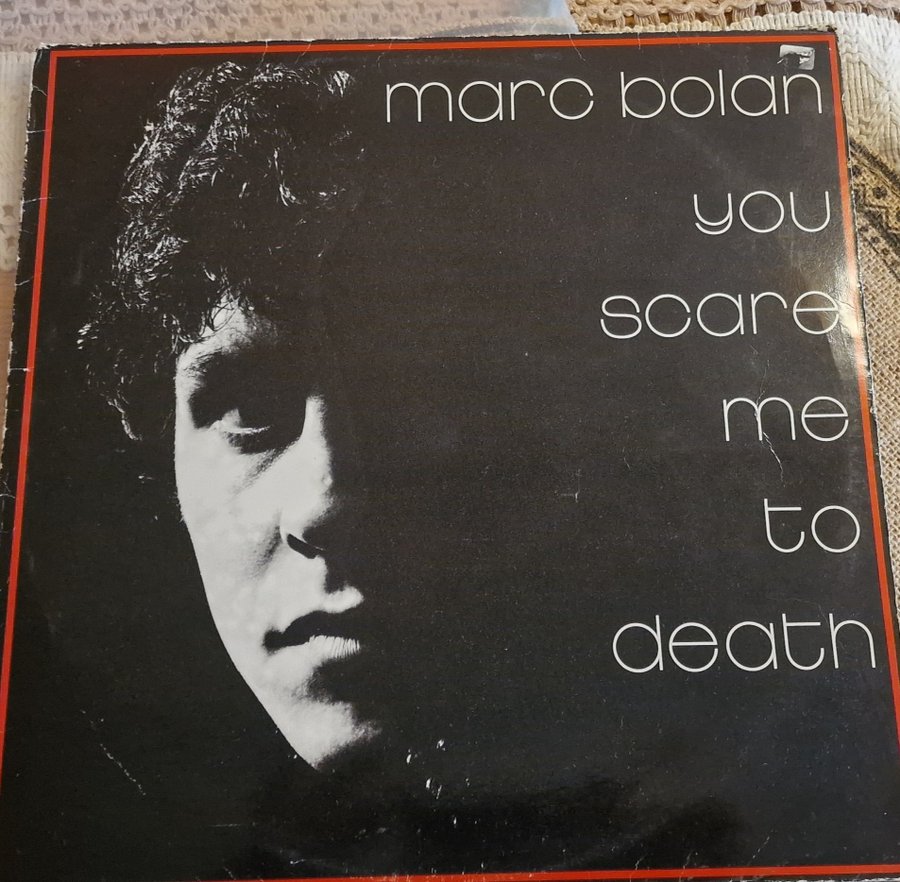 marc bolan
you
scare
me
to
death